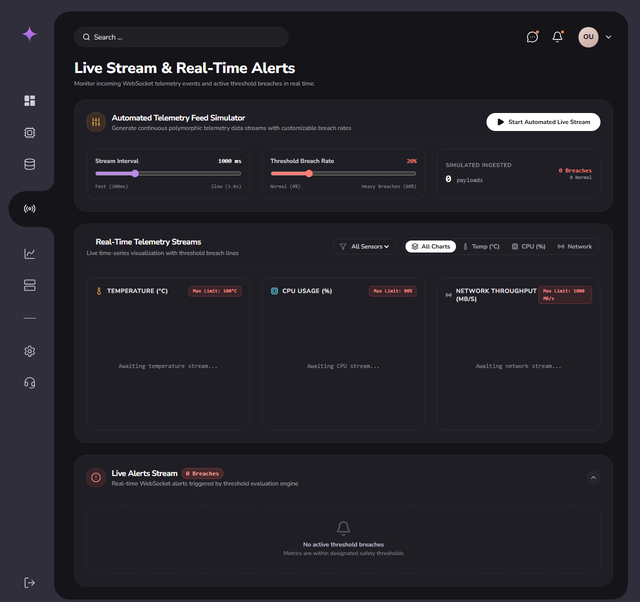 Search ...
OU
Live Stream & Real-Time Alerts
Monitor incoming WebSocket telemetry events and active threshold breaches in real time.
Automated Telemetry Feed Simulator
Generate continuous polymorphic telemetry data streams with customizable breach rates
Start Automated Live Stream
Stream Interval 1000 ms
Fast (300ms) Slow (3.0s)
Threshold Breach Rate 20%
Normal (0%) Heavy Breaches (80%)
SIMULATED INGESTED
0 payloads
0 Breaches
0 Normal
Real-Time Telemetry Streams
Live time-series visualization with threshold breach lines
All Sensors
All Charts
Temp (°C)
CPU (%)
Network
TEMPERATURE (°C)
Max Limit: 100°C
Awaiting temperature stream...
CPU USAGE (%)
Max Limit: 90%
Awaiting CPU stream...
NETWORK THROUGHPUT
(MB/S)
Max Limit: 1000
MB/s
Awaiting network stream...
Live Alerts Stream
0 Breaches
Real-time WebSocket alerts triggered by threshold evaluation engine
No active threshold breaches
Metrics are within designated safety thresholds